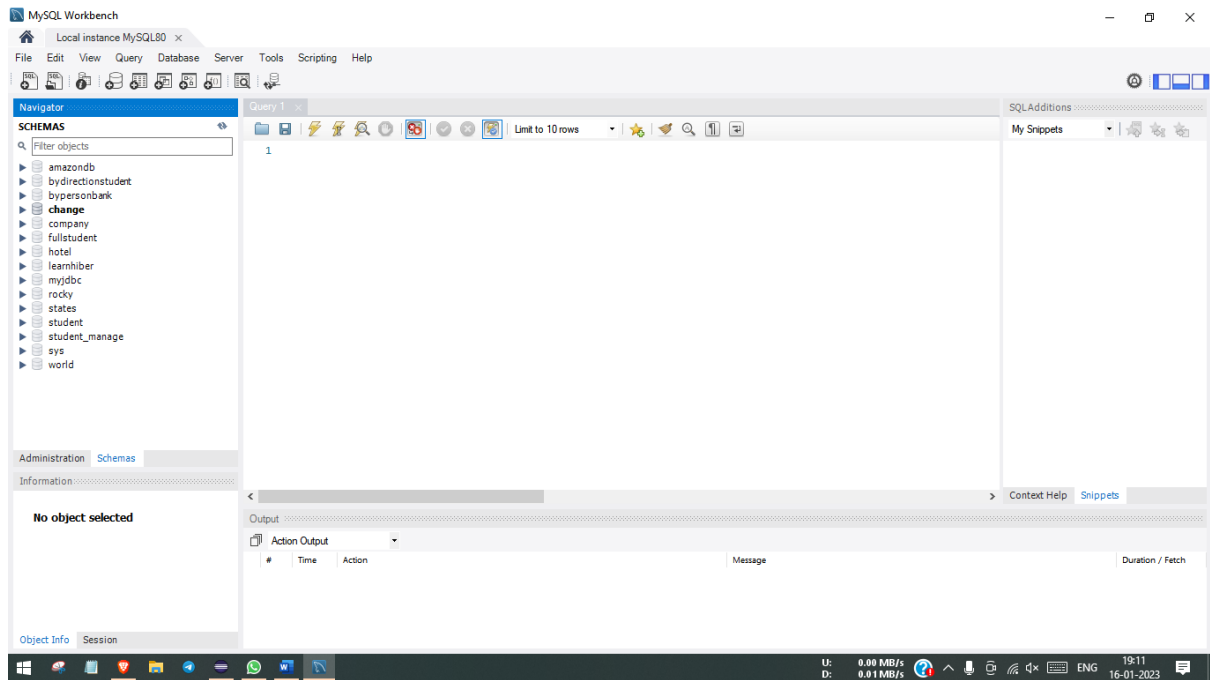 MySQL Workbench
Local instance MySQL80
File Edit View Query Database Server Tools Scripting Help
Navigator
SCHEMAS
Filter objects
amazondb
bydirectionstudent
bypersonbank
change
company
fullstudent
hotel
learnhiber
myjdbc
rocky
states
student
student_manage
sys
world
Administration Schemas
Information
No object selected
Object Info Session
Query 1
Limit to 10 rows
1
Output
Action Output
# Time Action Message Duration / Fetch
SQLAdditions
My Snippets
Context Help Snippets
U: 0.00 MB/s
D: 0.01 MB/s
ENG
19:11
16-01-2023